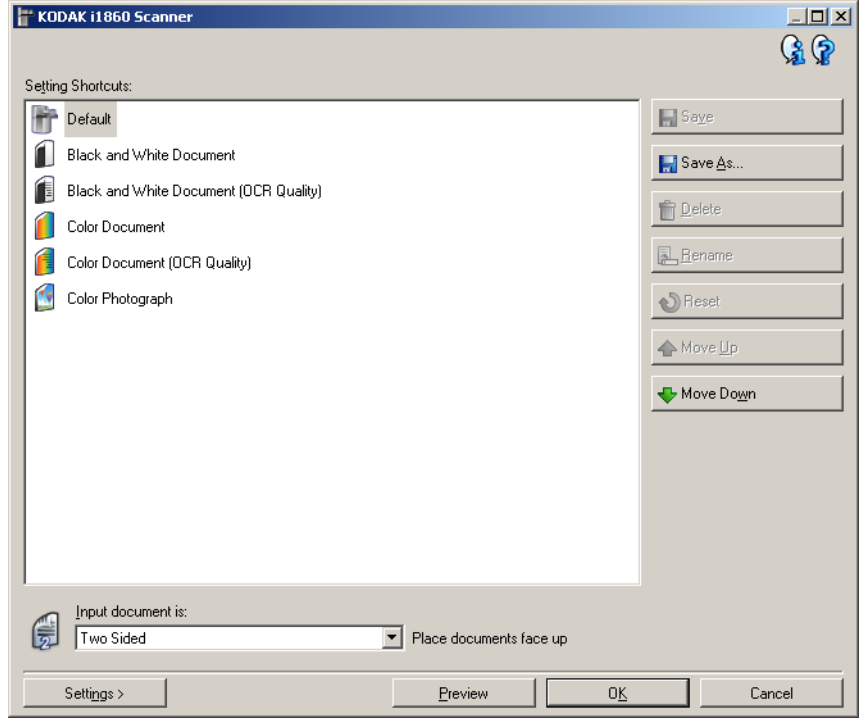 KODAK i1860 Scanner
Setting Shortcuts:
Default
Black and White Document
Black and White Document (OCR Quality)
Color Document
Color Document (OCR Quality)
Color Photograph
Save
Save As...
Delete
Rename
Reset
Move Up
Move Down
Input document is:
2
Two Sided
Place documents face up
Settings >
Preview
OK
Cancel